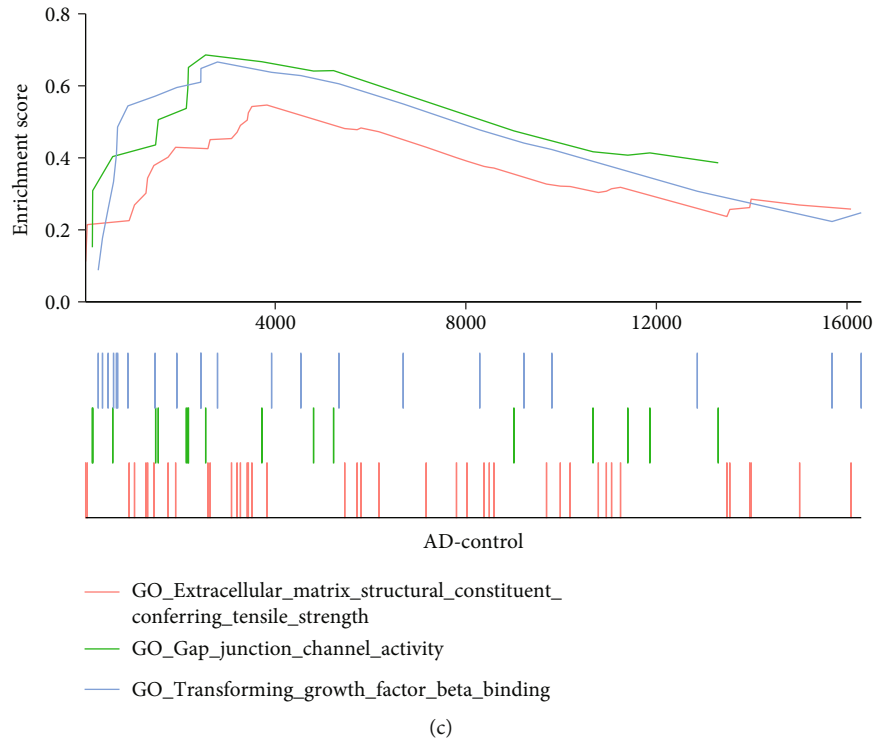 0.8
0.6
0.4
0.2
0.0
Enrichment score
4000 8000 12000 16000
AD-control
GO_Extracellular_matrix_structural_constituent_
conferring_tensile_strength
GO_Gap_junction_channel_activity
GO_Transforming_growth_factor_beta_binding
(c)